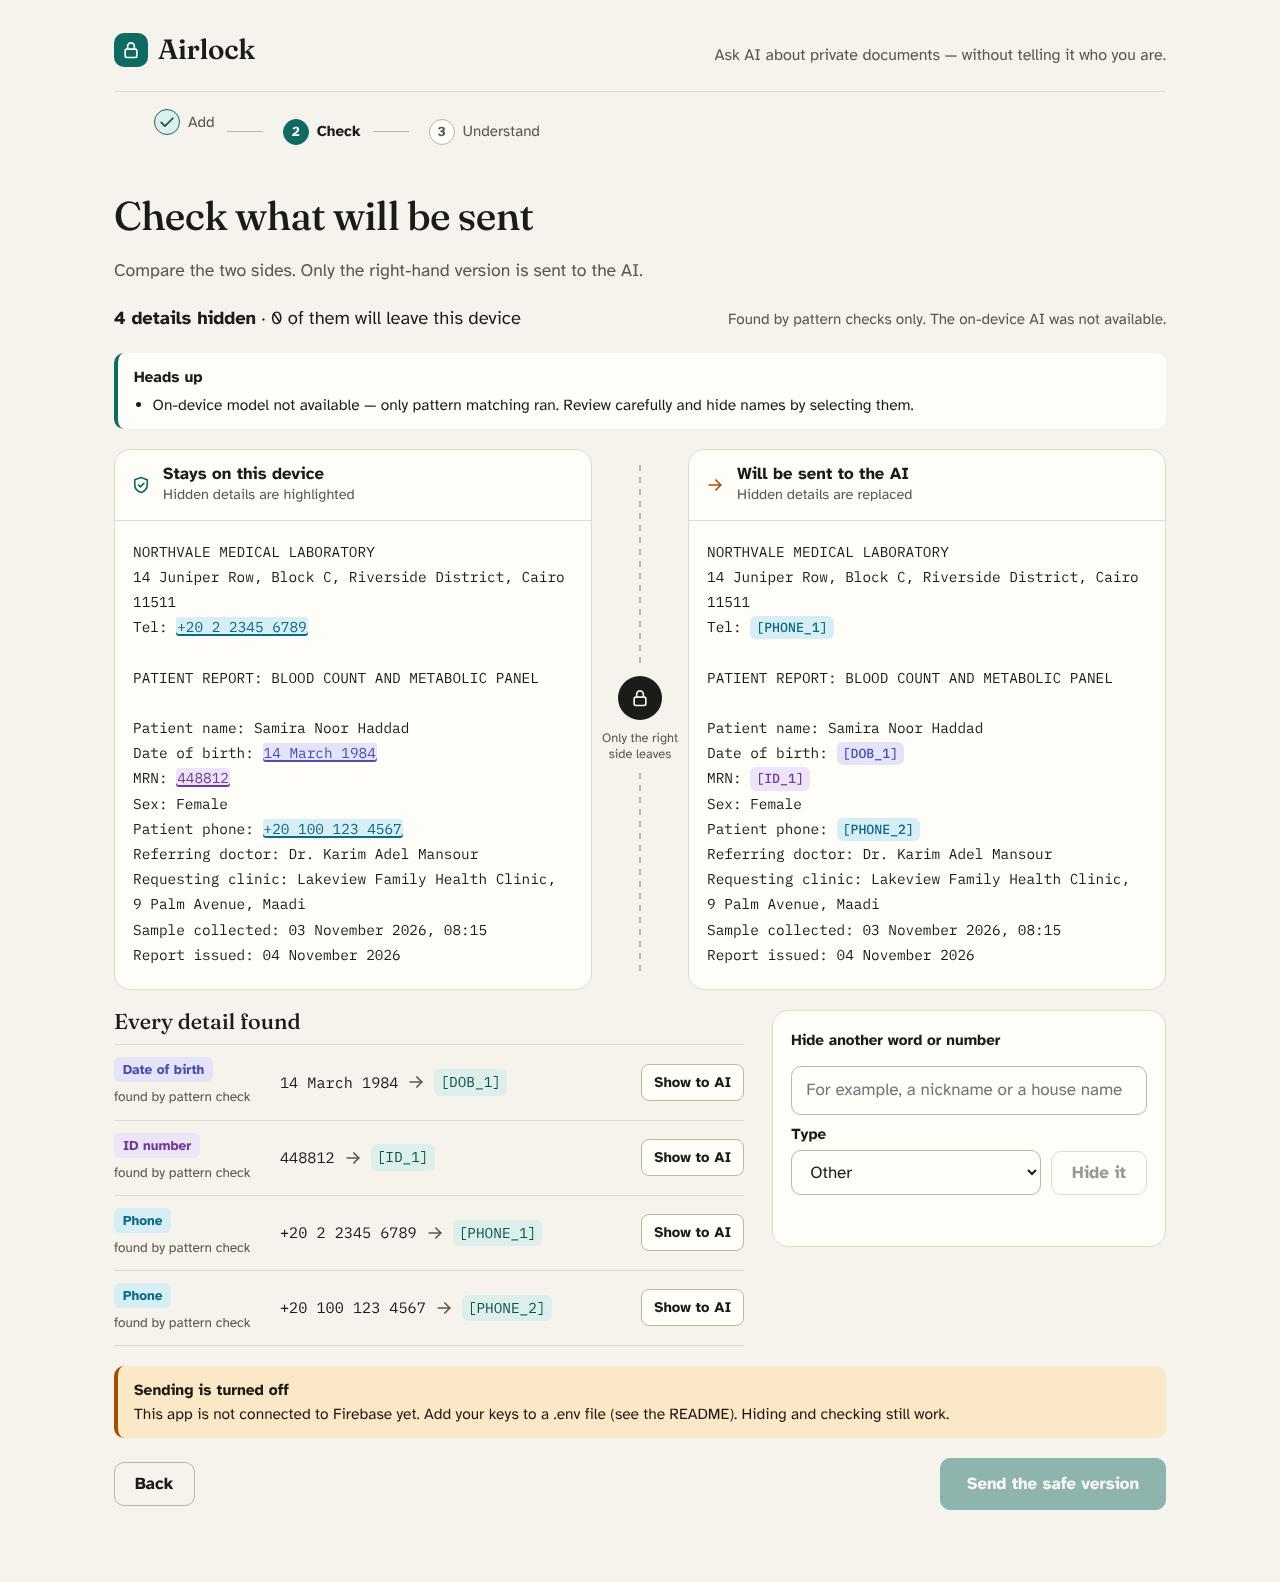 Airlock
Ask AI about private documents — without telling it who you are.
Add
2 Check
3 Understand
Check what will be sent
Compare the two sides. Only the right-hand version is sent to the AI.
4 details hidden · 0 of them will leave this device
Found by pattern checks only. The on-device AI was not available.
Heads up
• On-device model not available — only pattern matching ran. Review carefully and hide names by selecting them.
Stays on this device
Hidden details are highlighted
NORTHVALE MEDICAL LABORATORY
14 Juniper Row, Block C, Riverside District, Cairo
11511
Tel: +20 2 2345 6789
PATIENT REPORT: BLOOD COUNT AND METABOLIC PANEL
Patient name: Samira Noor Haddad
Date of birth: 14 March 1984
MRN: 448812
Sex: Female
Patient phone: +20 100 123 4567
Referring doctor: Dr. Karim Adel Mansour
Requesting clinic: Lakeview Family Health Clinic,
9 Palm Avenue, Maadi
Sample collected: 03 November 2026, 08:15
Report issued: 04 November 2026
Only the right
side leaves
Will be sent to the AI
Hidden details are replaced
NORTHVALE MEDICAL LABORATORY
14 Juniper Row, Block C, Riverside District, Cairo
11511
Tel: [PHONE_1]
PATIENT REPORT: BLOOD COUNT AND METABOLIC PANEL
Patient name: Samira Noor Haddad
Date of birth: [DOB_1]
MRN: [ID_1]
Sex: Female
Patient phone: [PHONE_2]
Referring doctor: Dr. Karim Adel Mansour
Requesting clinic: Lakeview Family Health Clinic,
9 Palm Avenue, Maadi
Sample collected: 03 November 2026, 08:15
Report issued: 04 November 2026
Every detail found
Date of birth
found by pattern check
14 March 1984 → [DOB_1]
Show to AI
ID number
found by pattern check
448812 → [ID_1]
Show to AI
Phone
found by pattern check
+20 2 2345 6789 → [PHONE_1]
Show to AI
Phone
found by pattern check
+20 100 123 4567 → [PHONE_2]
Show to AI
Hide another word or number
For example, a nickname or a house name
Type
Other
Hide it
Sending is turned off
This app is not connected to Firebase yet. Add your keys to a .env file (see the README). Hiding and checking still work.
Back
Send the safe version